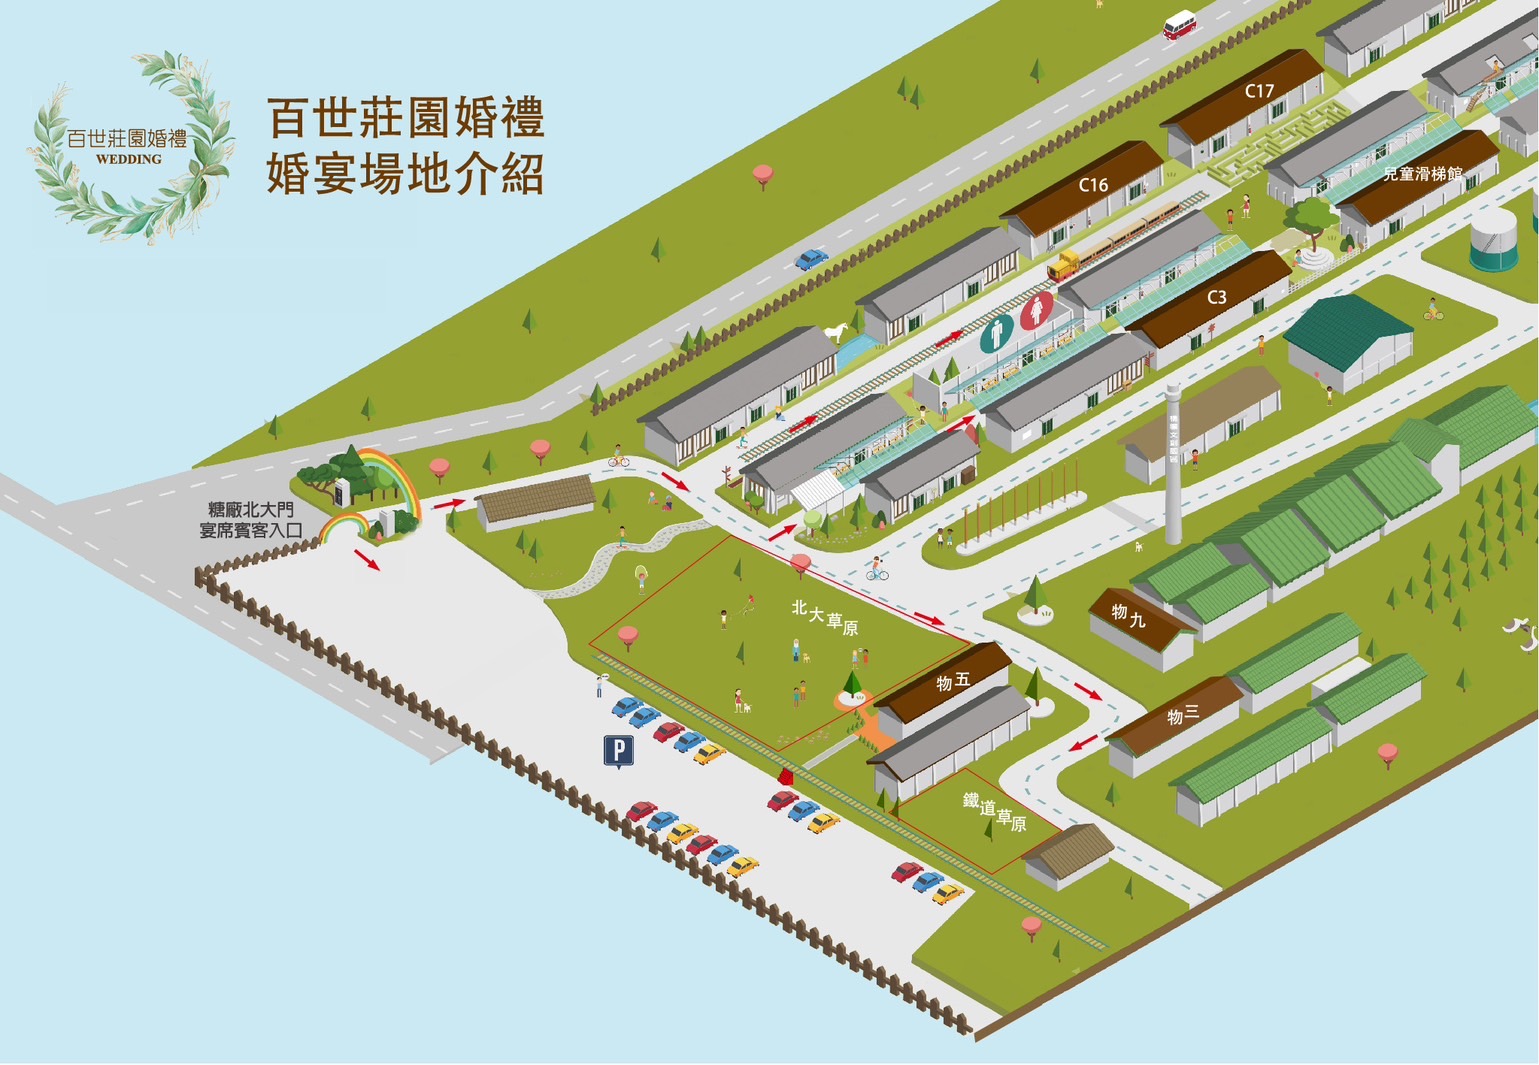 百世莊園婚禮
WEDDING
百世莊園婚禮
婚宴場地介紹
C17
C16
兒童滑梯館
C3
糖廠北大門
宴席賓客入口
北大草原
物九
物五
物三
P
鐵道草原